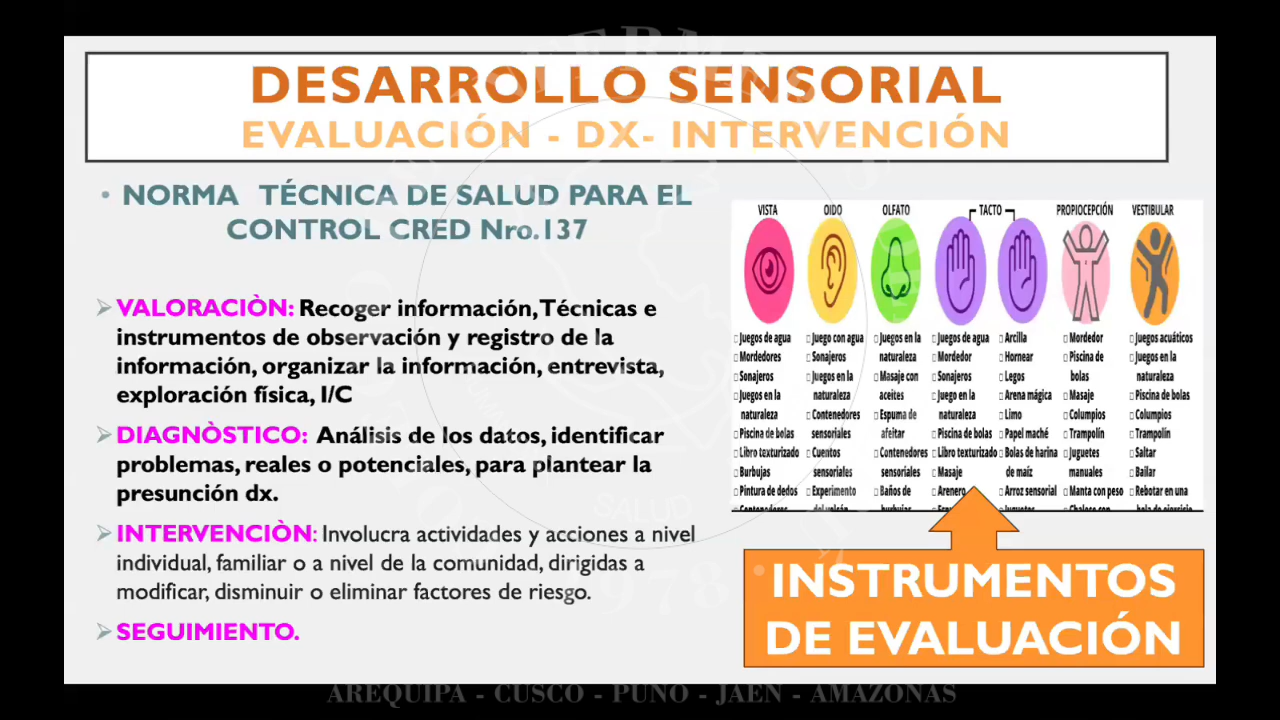 DESARROLLO SENSORIAL
EVALUACIÓN - DX- INTERVENCIÓN
• NORMA TÉCNICA DE SALUD PARA EL
CONTROL CRED Nro.137
VALORACIÒN: Recoger información, Técnicas e
instrumentos de observación y registro de la
información, organizar la información, entrevista,
exploración física, I/C
DIAGNÒSTICO: Análisis de los datos, identificar
problemas, reales o potenciales, para plantear la
presunción dx.
INTERVENCIÒN: Involucra actividades y acciones a nivel
individual, familiar o a nivel de la comunidad, dirigidas a
modificar, disminuir o eliminar factores de riesgo.
SEGUIMIENTO.
VISTA
Juegos de agua
Mordedores
Sonajeros
Juegos en la
naturaleza
Piscina de bolas
Libro texturizado
Burbujas
Pintura de dedos
OIDO
Juego con agua
Sonajeros
Juegos en la
naturaleza
Contenedores
sensoriales
Cuentos
sensoriales
Experimento
OLFATO
Juegos en la
naturaleza
Masaje con
aceites
Espuma de
afeitar
Contenedores
sensoriales
Baños de
TACTO
Juegos de agua
Mordedor
Sonajeros
Juego en la
naturaleza
Piscina de bolas
Libro texturizado
Masaje
Arenero
Arcilla
Hornear
Legos
Arena mágica
Limo
Papel maché
Bolas de harina
de maíz
Arroz sensorial
PROPIOCEPCIÓN
Mordedor
Piscina de
bolas
Masaje
Columpios
Trampolín
Juguetes
manuales
Manta con peso
VESTIBULAR
Juegos acuáticos
Juegos en la
naturaleza
Piscina de bolas
Columpios
Trampolín
Saltar
Bailar
Rebotar en una
INSTRUMENTOS
DE EVALUACIÓN
SALUD
1978
AREQUIPA - CUSCO - PUNO - JAEN - AMAZONAS